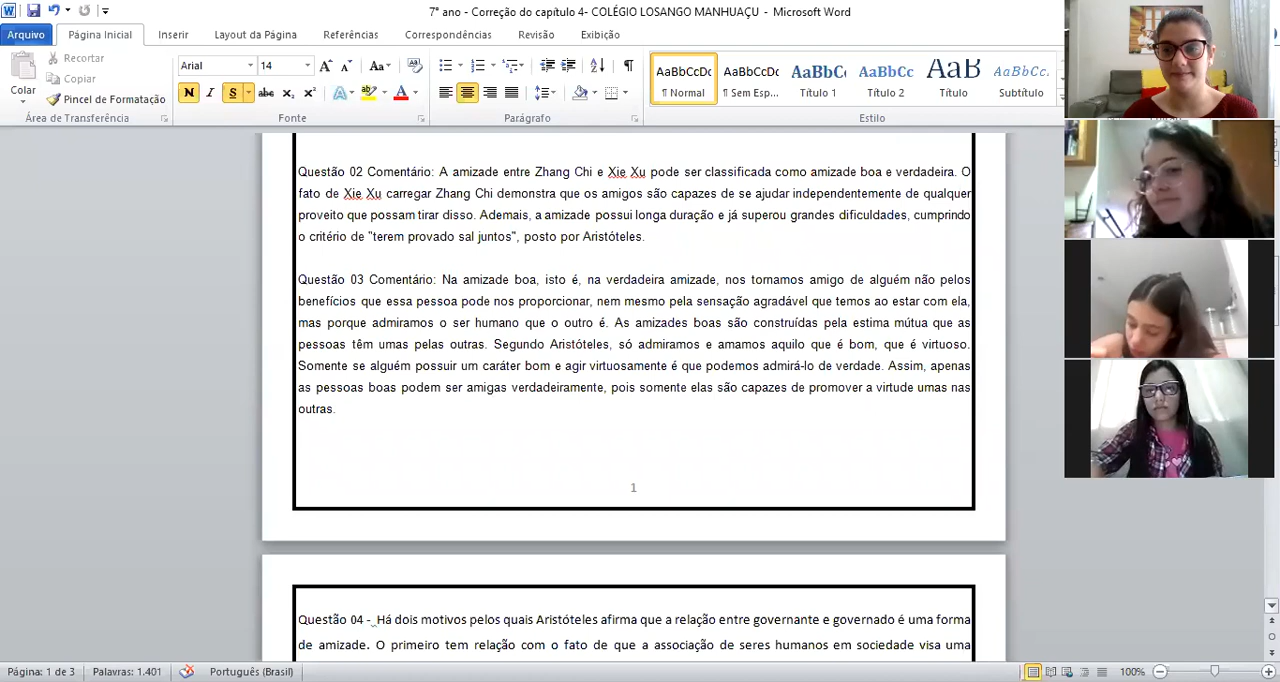 7° ano - Correção do capítulo 4- COLÉGIO LOSANGO MANHUAÇU - Microsoft Word
Arquivo Página Inicial Inserir Layout da Página Referências Correspondências Revisão Exibição
Colar
Recortar
Copiar
Pincel de Formatação
Área de Transferência
Arial 14
N I S abc x₂ x² A A
Fonte
Parágrafo
AaBbCcDc AaBbCcDc AaBbC AaBbCc AaB AaBbCc.
¶ Normal ¶ Sem Esp... Título 1 Título 2 Título Subtítulo
Estilo
Questão 02 Comentário: A amizade entre Zhang Chi e Xie Xu pode ser classificada como amizade boa e verdadeira. O
fato de Xie Xu carregar Zhang Chi demonstra que os amigos são capazes de se ajudar independentemente de qualquer
proveito que possam tirar disso. Ademais, a amizade possui longa duração e já superou grandes dificuldades, cumprindo
o critério de "terem provado sal juntos", posto por Aristóteles.
Questão 03 Comentário: Na amizade boa, isto é, na verdadeira amizade, nos tornamos amigo de alguém não pelos
benefícios que essa pessoa pode nos proporcionar, nem mesmo pela sensação agradável que temos ao estar com ela,
mas porque admiramos o ser humano que o outro é. As amizades boas são construídas pela estima mútua que as
pessoas têm umas pelas outras. Segundo Aristóteles, só admiramos e amamos aquilo que é bom, que é virtuoso.
Somente se alguém possuir um caráter bom e agir virtuosamente é que podemos admirá-lo de verdade. Assim, apenas
as pessoas boas podem ser amigas verdadeiramente, pois somente elas são capazes de promover a virtude umas nas
outras.
1
Questão 04 - Há dois motivos pelos quais Aristóteles afirma que a relação entre governante e governado é uma forma
de amizade. O primeiro tem relação com o fato de que a associação de seres humanos em sociedade visa uma
Página: 1 de 3 Palavras: 1.401 Português (Brasil) 100%